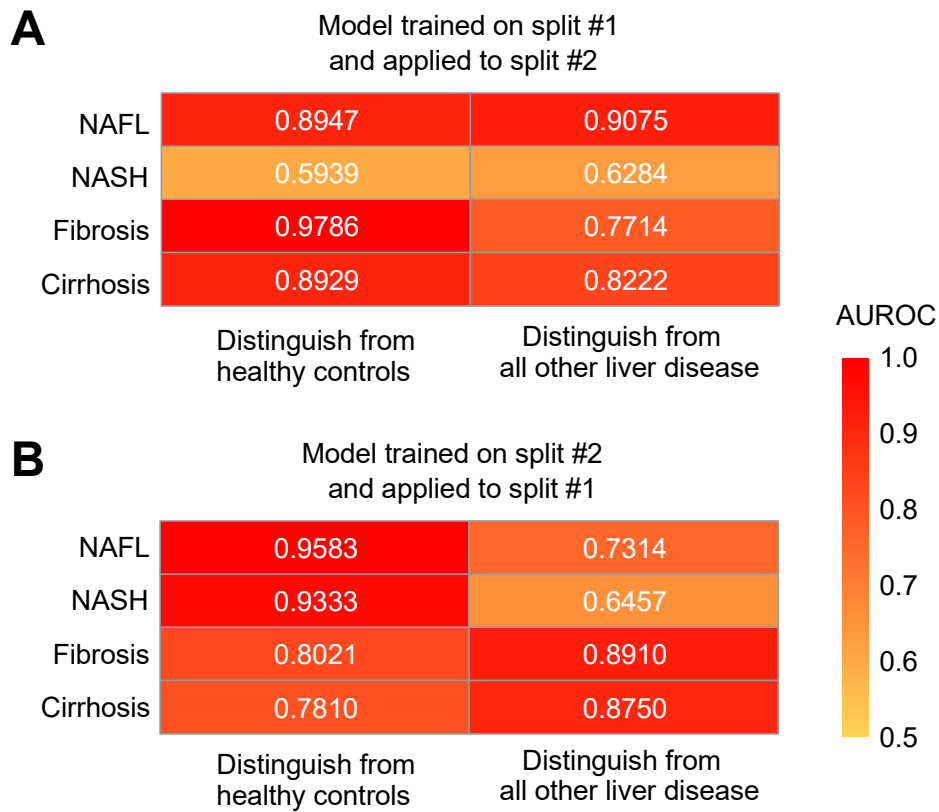 A
Model trained on split #1
and applied to split #2
NAFL 0.8947 0.9075
NASH 0.5939 0.6284
Fibrosis 0.9786 0.7714
Cirrhosis 0.8929 0.8222
Distinguish from
healthy controls
Distinguish from
all other liver disease
AUROC
1.0
0.9
0.8
0.7
0.6
0.5
B
Model trained on split #2
and applied to split #1
NAFL 0.9583 0.7314
NASH 0.9333 0.6457
Fibrosis 0.8021 0.8910
Cirrhosis 0.7810 0.8750
Distinguish from
healthy controls
Distinguish from
all other liver disease